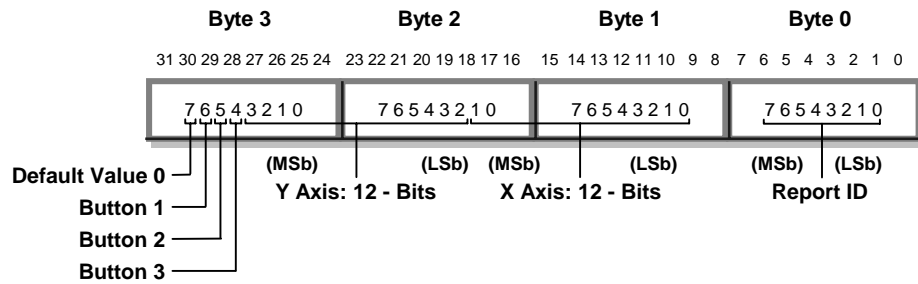 Byte 3 Byte 2 Byte 1 Byte 0
31 30 29 28 27 26 25 24 23 22 21 20 19 18 17 16 15 14 13 12 11 10 9 8 7 6 5 4 3 2 1 0
7 6 5 4 3 2 1 0 7 6 5 4 3 2 1 0 7 6 5 4 3 2 1 0 7 6 5 4 3 2 1 0
(MSb) (LSb) (MSb) (LSb) (MSb) (LSb)
Default Value 0 Y Axis: 12 - Bits X Axis: 12 - Bits Report ID
Button 1
Button 2
Button 3